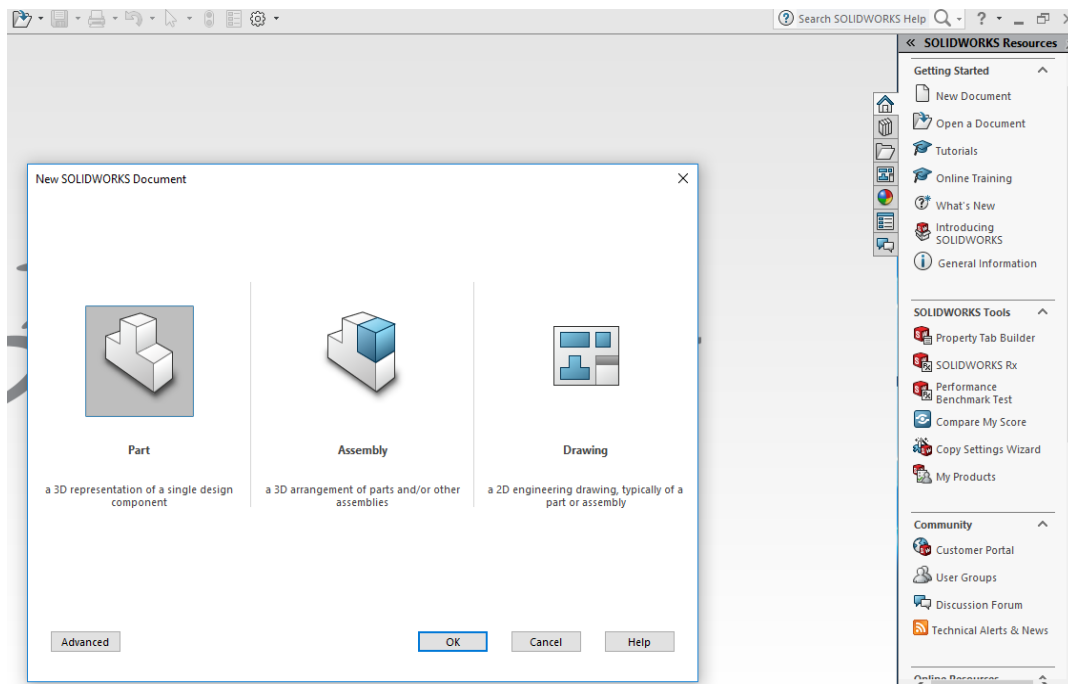 Search SOLIDWORKS Help
« SOLIDWORKS Resources
Getting Started
New Document
Open a Document
Tutorials
Online Training
What's New
Introducing
SOLIDWORKS
General Information
SOLIDWORKS Tools
Property Tab Builder
SOLIDWORKS Rx
Performance
Benchmark Test
Compare My Score
Copy Settings Wizard
My Products
Community
Customer Portal
User Groups
Discussion Forum
Technical Alerts & News
Online Resources
New SOLIDWORKS Document
Part
a 3D representation of a single design
component
Assembly
a 3D arrangement of parts and/or other
assemblies
Drawing
a 2D engineering drawing, typically of a
part or assembly
Advanced
OK
Cancel
Help